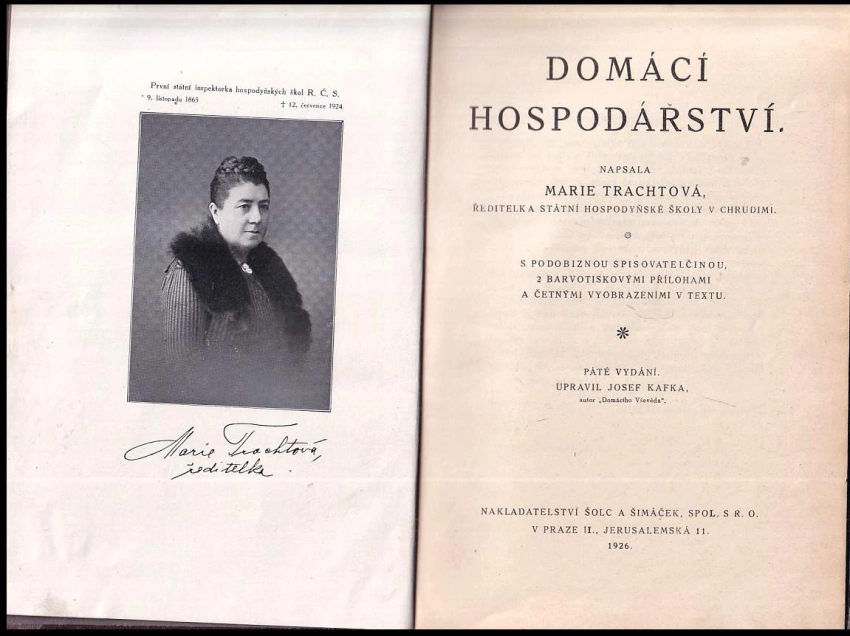 První státní inspektorka hospodyňských škol R. Č. S.
* 9. listopadu 1865 † 12. července 1924
Marie Trachtová,
ředitelka.
DOMÁCÍ
HOSPODÁŘSTVÍ.
NAPSALA
MARIE TRACHTOVÁ,
ŘEDITELKA STÁTNÍ HOSPODYŇSKÉ ŠKOLY V CHRUDIMI.
S PODOBIZNOU SPISOVATELČINOU,
2 BARVOTISKOVÝMI PŘÍLOHAMI
A ČETNÝMI VYOBRAZENÍMI V TEXTU.
PÁTÉ VYDÁNÍ.
UPRAVIL JOSEF KAFKA,
autor „Domácího Vševěda".
NAKLADATELSTVÍ ŠOLC A ŠIMÁČEK, SPOL. S R. O.
V PRAZE II., JERUSALEMSKÁ 11.
1926.